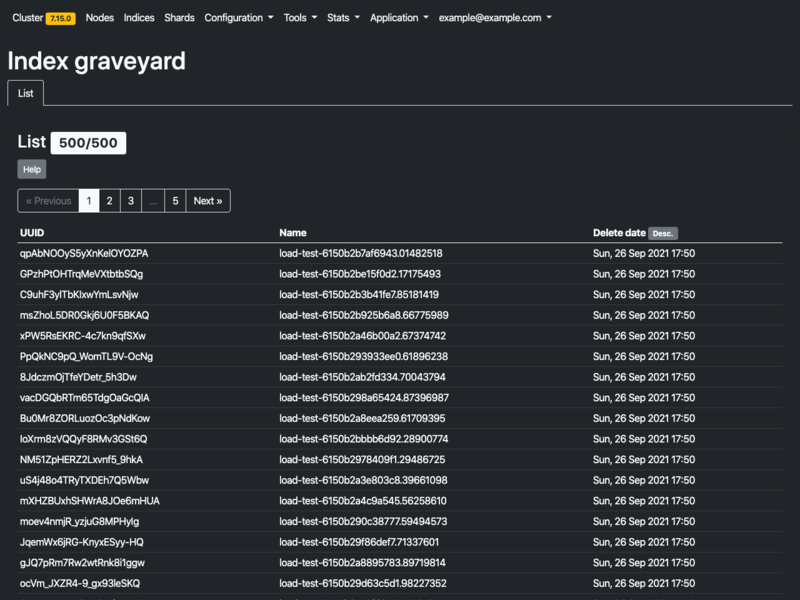 Cluster 7.15.0 Nodes Indices Shards Configuration Tools Stats Application example@example.com
Index graveyard
List
List 500/500
Help
« Previous 1 2 3 ... 5 Next »
UUID Name Delete date Desc.
qpAbNOOyS5yXnKelOYOZPA load-test-6150b2b7af6943.01482518 Sun, 26 Sep 2021 17:50
GPzhPtOHTrqMeVXtbtbSQg load-test-6150b2be15f0d2.17175493 Sun, 26 Sep 2021 17:50
C9uhF3ylTbKIxwYmLsvNjw load-test-6150b2b3b41fe7.85181419 Sun, 26 Sep 2021 17:50
msZhoL5DR0Gkj6U0F5BKAQ load-test-6150b2b925b6a8.66775989 Sun, 26 Sep 2021 17:50
xPW5RsEKRC-4c7kn9qfSXw load-test-6150b2a46b00a2.67374742 Sun, 26 Sep 2021 17:50
PpQkNC9pQ_WomTL9V-OcNg load-test-6150b293933ee0.61896238 Sun, 26 Sep 2021 17:50
8JdczmOjTfeYDetr_5h3Dw load-test-6150b2ab2fd334.70043794 Sun, 26 Sep 2021 17:50
vacDGQbRTm65TdgOaGcQIA load-test-6150b298a65424.87396987 Sun, 26 Sep 2021 17:50
Bu0Mr8ZORLuozOc3pNdKow load-test-6150b2a8eea259.61709395 Sun, 26 Sep 2021 17:50
IoXrm8zVQQyF8RMv3GSt6Q load-test-6150b2bbbb6d92.28900774 Sun, 26 Sep 2021 17:50
NM51ZpHERZ2Lxvnf5_9hkA load-test-6150b2978409f1.29486725 Sun, 26 Sep 2021 17:50
uS4j48o4TRyTXDEh7Q5Wbw load-test-6150b2a3e803c8.39661098 Sun, 26 Sep 2021 17:50
mXHZBUxhSHWrA8JOe6mHUA load-test-6150b2a4c9a545.56258610 Sun, 26 Sep 2021 17:50
moev4nmjR_yzjuG8MPHylg load-test-6150b290c38777.59494573 Sun, 26 Sep 2021 17:50
JqemWx6jRG-KnyxESyy-HQ load-test-6150b29f86def7.71337601 Sun, 26 Sep 2021 17:50
gJQ7pRm7Rw2wtRnk8i1ggw load-test-6150b2a8895783.89719814 Sun, 26 Sep 2021 17:50
ocVm_JXZR4-9_gx93leSKQ load-test-6150b29d63c5d1.98227352 Sun, 26 Sep 2021 17:50